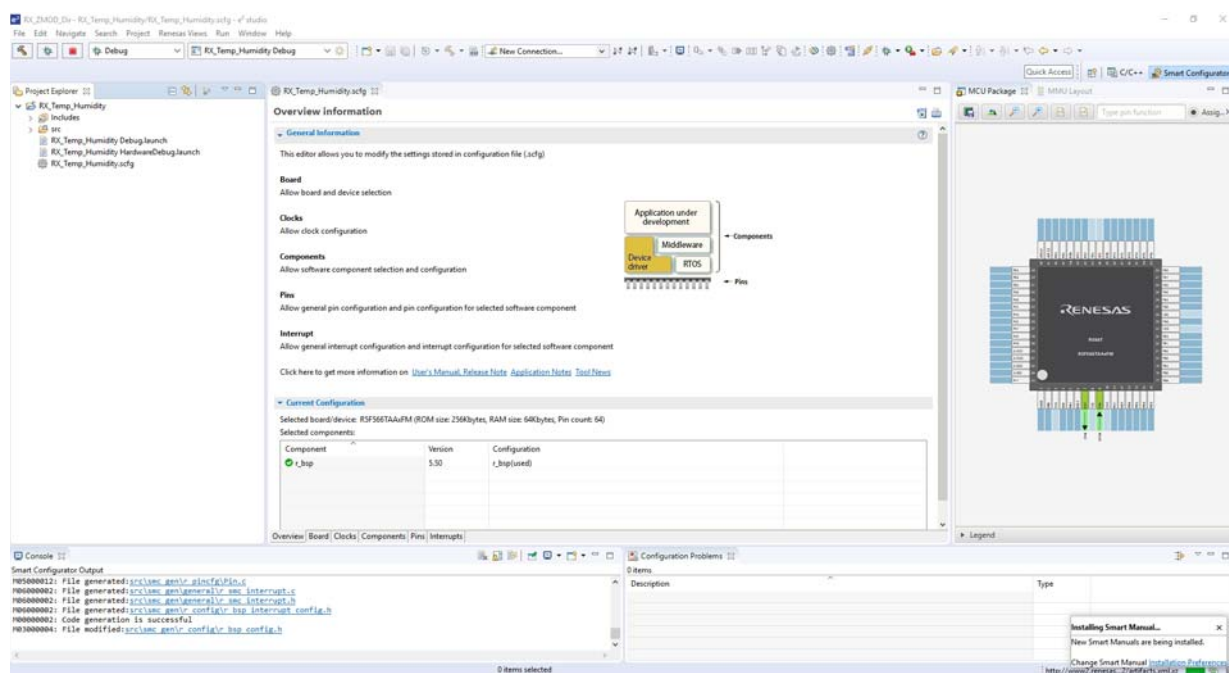 RX_ZMOD_Div - RX_Temp_Humidity/RX_Temp_Humidity.scfg - e² studio
File Edit Navigate Search Project Renesas Views Run Window Help
Debug RX_Temp_Humidity Debug New Connection...
Quick Access C/C++ Smart Configurator
Project Explorer
RX_Temp_Humidity
Includes
src
RX_Temp_Humidity Debug.launch
RX_Temp_Humidity HardwareDebug.launch
RX_Temp_Humidity.scfg
RX_Temp_Humidity.scfg
Overview information
General Information
This editor allows you to modify the settings stored in configuration file (.scfg)
Board
Allow board and device selection
Clocks
Allow clock configuration
Components
Allow software component selection and configuration
Pins
Allow general pin configuration and pin configuration for selected software component
Interrupt
Allow general interrupt configuration and interrupt configuration for selected software component
Click here to get more information on User's Manual, Release Note Application Notes Tool News
Application under development
Middleware
Device driver
RTOS
Components
Pins
Current Configuration
Selected board/device: R5F566TAAxFM (ROM size: 256Kbytes, RAM size: 64Kbytes, Pin count: 64)
Selected components:
Component Version Configuration
r_bsp 5.50 r_bsp(used)
Overview Board Clocks Components Pins Interrupts
MCU Package MMU Layout
Type pin function Assig...
RENESAS
Legend
Console
Smart Configurator Output
M05000012: File generated:src\smc_gen\r_pincfg\Pin.c
M06000002: File generated:src\smc_gen\general\r_smc_interrupt.c
M06000002: File generated:src\smc_gen\general\r_smc_interrupt.h
M06000002: File generated:src\smc_gen\r_config\r_bsp_interrupt_config.h
M00000002: Code generation is successful
M03000004: File modified:src\smc_gen\r_config\r_bsp_config.h
Configuration Problems
0 items
Description Type
Installing Smart Manual...
New Smart Manuals are being installed.
Change Smart Manual Installation Preferences
0 items selected